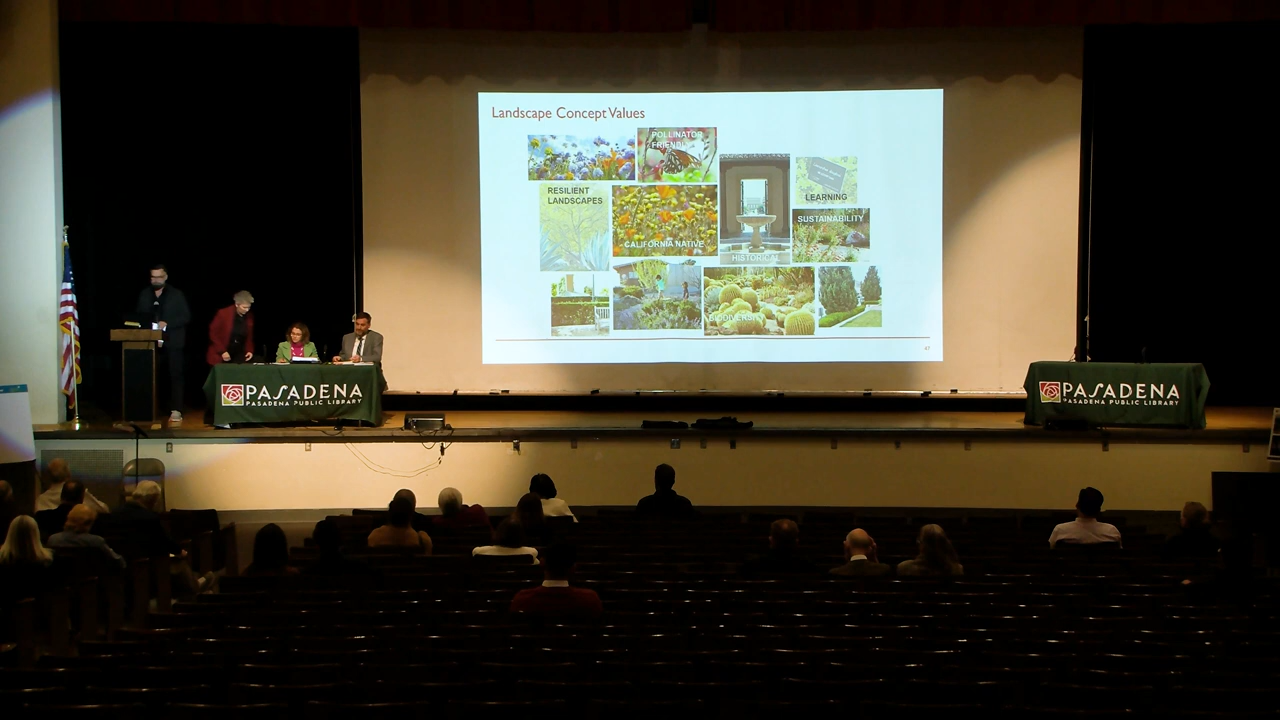 Landscape Concept Values
POLLINATOR
FRIENDLY
RESILIENT
LANDSCAPES
LEARNING
SUSTAINABILITY
CALIFORNIA NATIVE
HISTORICAL
BIODIVERSITY
PASADENA
PASADENA PUBLIC LIBRARY
PASADENA
PASADENA PUBLIC LIBRARY